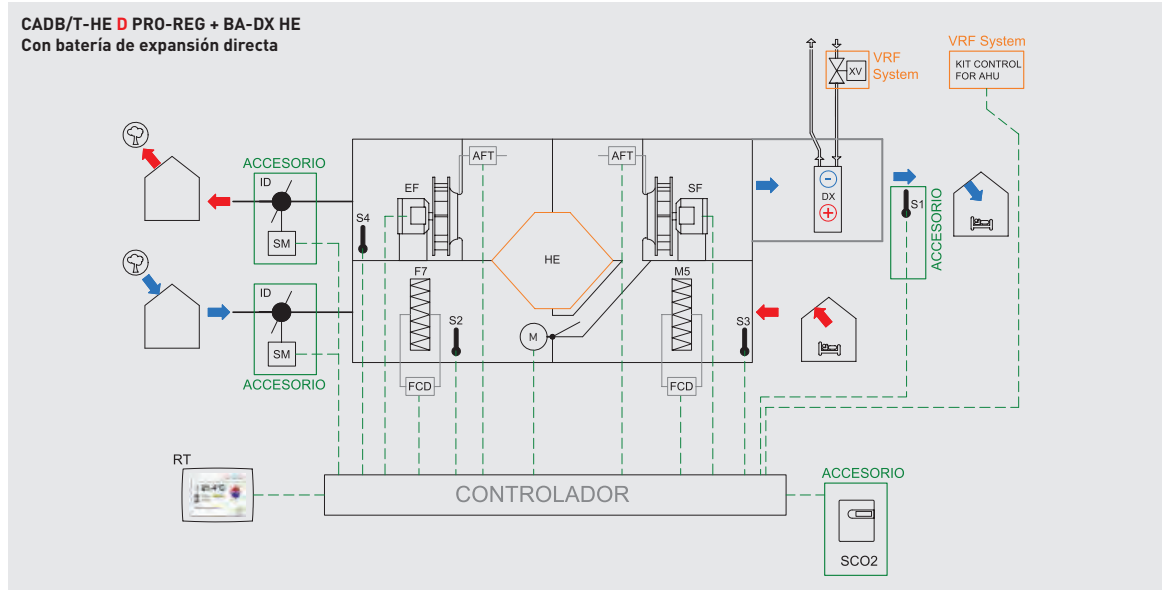 CADB/T-HE D PRO-REG + BA-DX HE
Con batería de expansión directa
VRF System
KIT CONTROL
FOR AHU
VRF
System
XV
ACCESORIO
ID
SM
AFT
AFT
EF
SF
S4
HE
DX
S1
ACCESORIO
F7
M5
S2
S3
M
ID
SM
ACCESORIO
FCD
FCD
RT
CONTROLADOR
ACCESORIO
SCO2